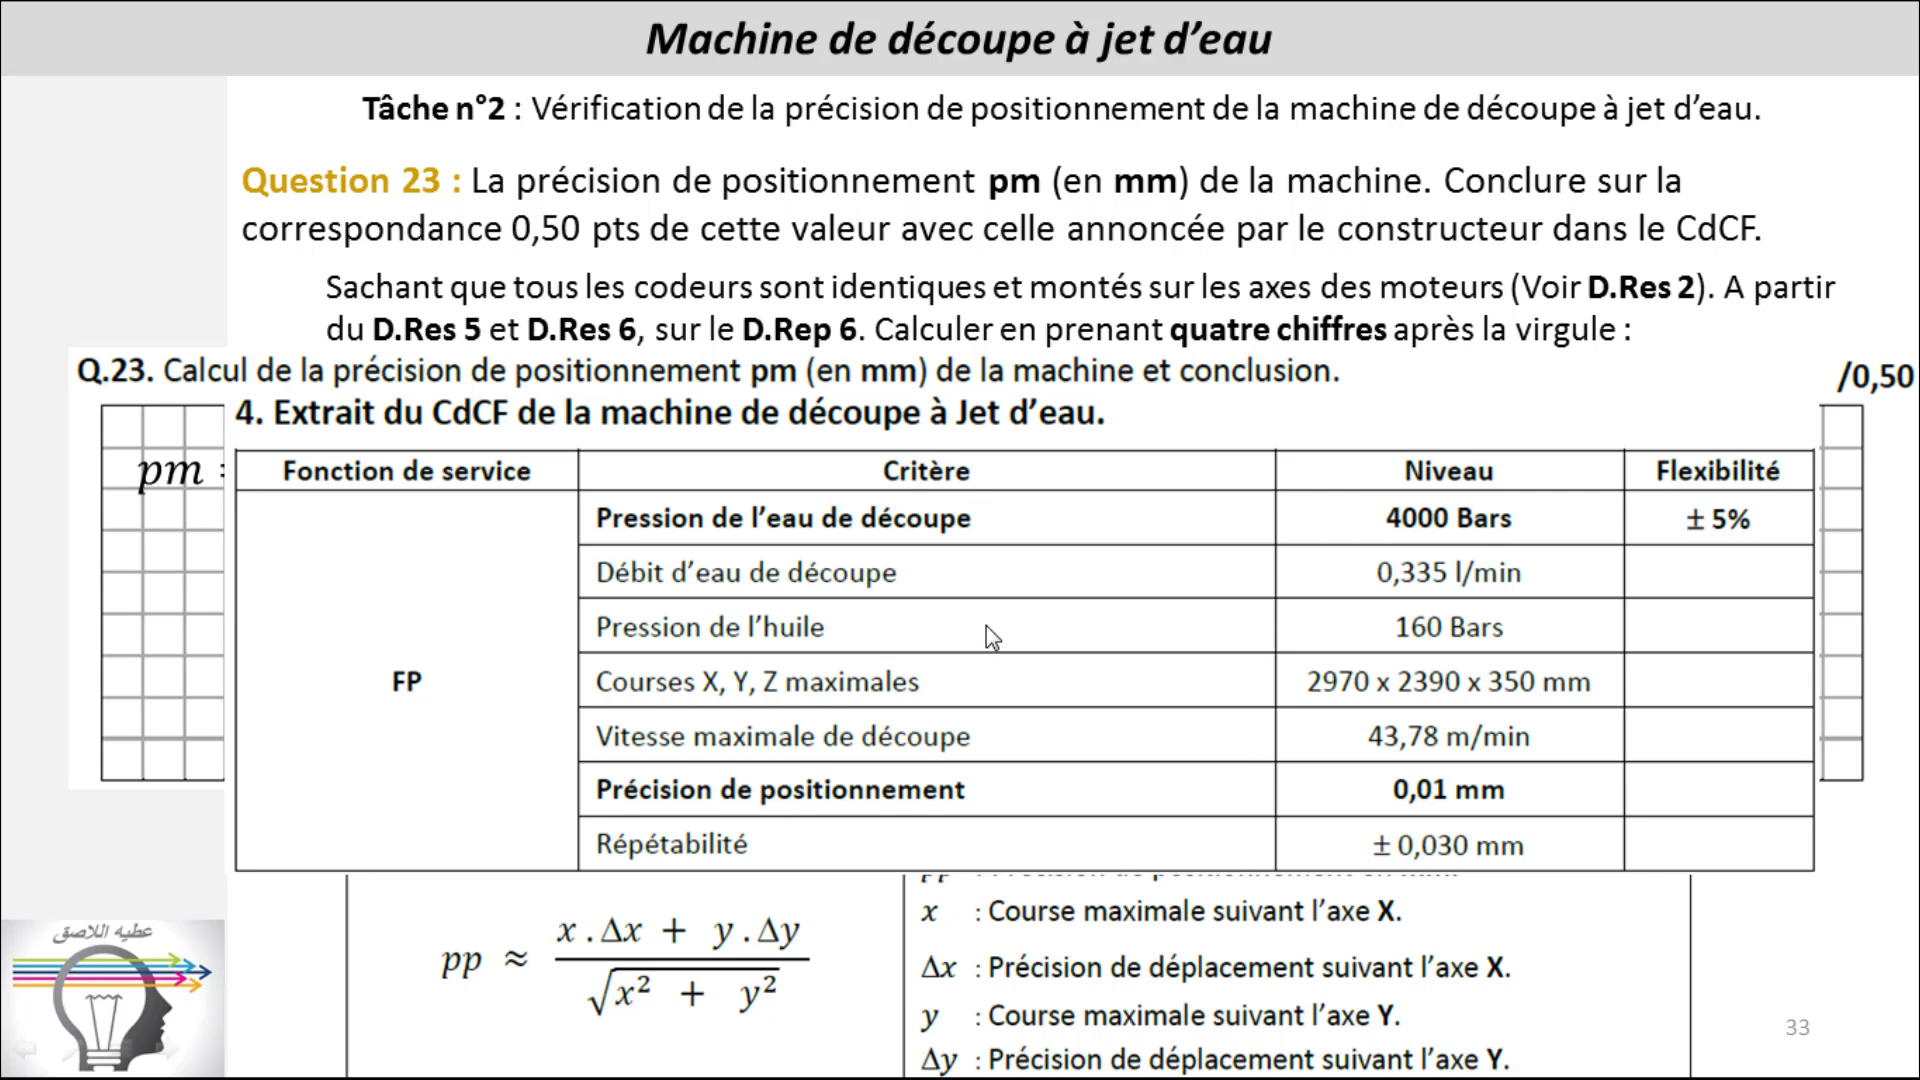 Machine de découpe à jet d’eau
Tâche n°2 : Vérification de la précision de positionnement de la machine de découpe à jet d’eau.
Question 23 : La précision de positionnement pm (en mm) de la machine. Conclure sur la
correspondance 0,50 pts de cette valeur avec celle annoncée par le constructeur dans le CdCF.
Sachant que tous les codeurs sont identiques et montés sur les axes des moteurs (Voir D.Res 2). A partir
du D.Res 5 et D.Res 6, sur le D.Rep 6. Calculer en prenant quatre chiffres après la virgule :
Q.23. Calcul de la précision de positionnement pm (en mm) de la machine et conclusion.
/0,50
4. Extrait du CdCF de la machine de découpe à Jet d’eau.
pm
Fonction de service Critère Niveau Flexibilité
Pression de l’eau de découpe 4000 Bars ± 5%
Débit d’eau de découpe 0,335 l/min
Pression de l’huile 160 Bars
FP Courses X, Y, Z maximales 2970 x 2390 x 350 mm
Vitesse maximale de découpe 43,78 m/min
Précision de positionnement 0,01 mm
Répétabilité ± 0,030 mm
pp ≈ (x . Δx + y . Δy) / √(x² + y²)
x : Course maximale suivant l’axe X.
Δx : Précision de déplacement suivant l’axe X.
y : Course maximale suivant l’axe Y.
Δy : Précision de déplacement suivant l’axe Y.
عطيه اللاصق
33